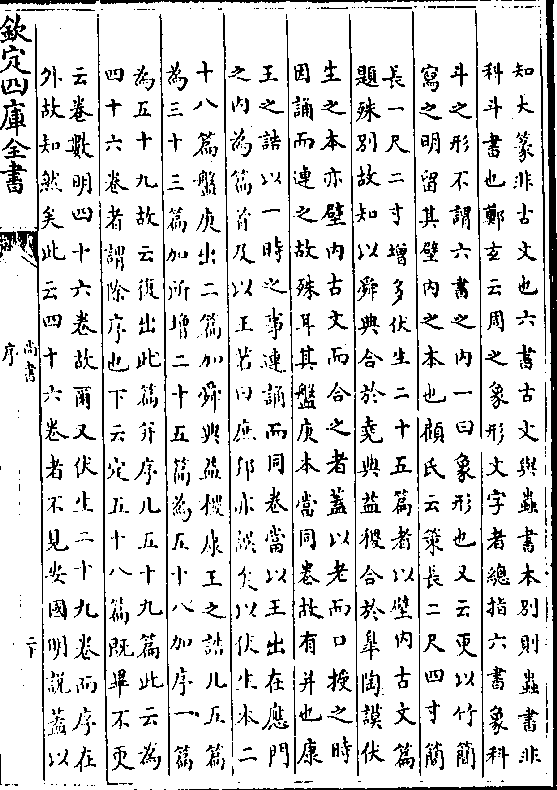 知大篆非古文也六書古文與蟲書本別則蟲書非
科斗書也鄭玄云周之象形文字者總指六書象科
斗之形不謂六書之内一曰象形也又云更以竹簡
寫之明留其壁内之本也顧氏云策長二尺四寸簡
長一尺二寸增多伏生二十五篇者以壁内古文篇
題殊別故知以舜典合於堯典益稷合於臯陶謨伏
生之本亦壁内古文而合之者蓋以老而口授之時
因誦而連之故殊耳其盤庚本當同卷故有并也康
王之誥以一時之事連誦而同卷當以王出在應門
之内為篇首及以王若曰庶邦亦誤矣以伏生本二
十八篇盤庚出二篇加舜典益稷康王之誥凡五篇
為三十三篇加所增二十五篇為五十八加序一篇
為五十九故云復出此篇并序凡五十九篇此云為
四十六卷者謂除序也下云定五十八篇既畢不更
云卷數明四十六卷故爾又伏生二十九卷而序在
外故知然矣此云四十六卷者不見安國明說蓋以
欽定四庫全書
尚書
序
二十